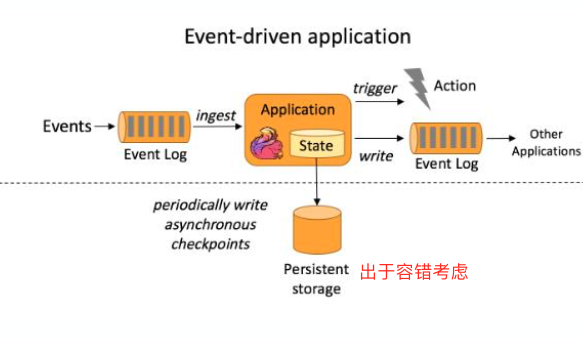 Event-driven application
Events
Event Log
ingest
Application
State
trigger
Action
write
Event Log
Other
Applications
periodically write
asynchronous
checkpoints
Persistent
storage
出于容错考虑